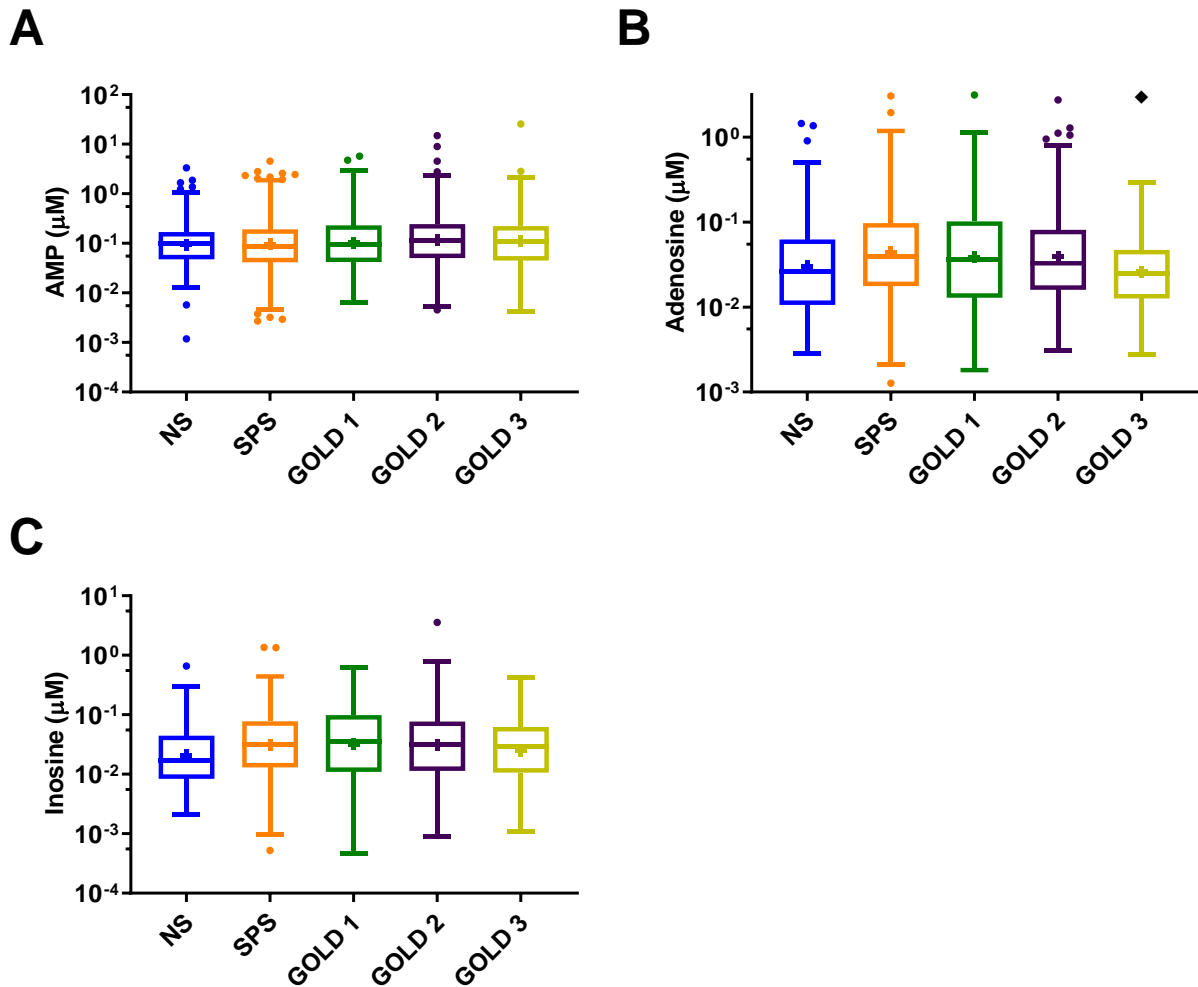 A
AMP (μM)
10²
10¹
10⁰
10⁻¹
10⁻²
10⁻³
10⁻⁴
NS
SPS
GOLD 1
GOLD 2
GOLD 3
B
Adenosine (μM)
10⁰
10⁻¹
10⁻²
10⁻³
NS
SPS
GOLD 1
GOLD 2
GOLD 3
C
Inosine (μM)
10¹
10⁰
10⁻¹
10⁻²
10⁻³
10⁻⁴
NS
SPS
GOLD 1
GOLD 2
GOLD 3